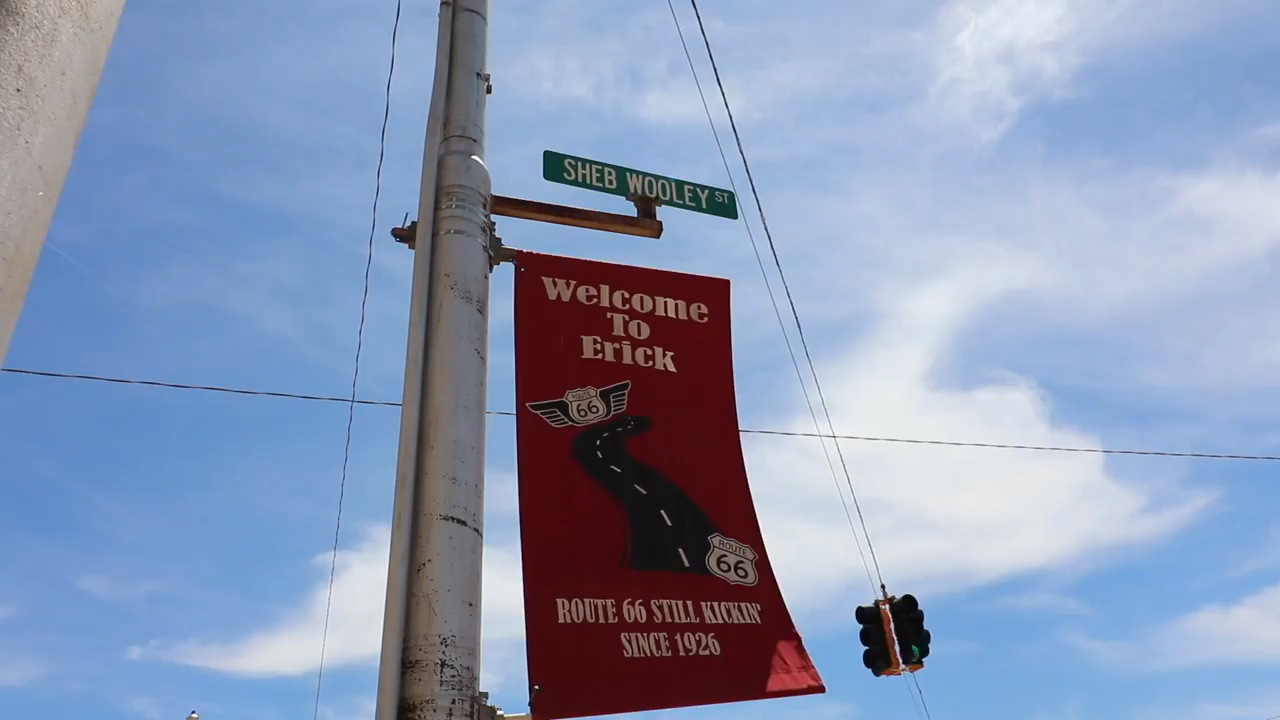 SHEB WOOLEY ST
Welcome
To
Erick
ROUTE
66
ROUTE
66
ROUTE 66 STILL KICKIN'
SINCE 1926